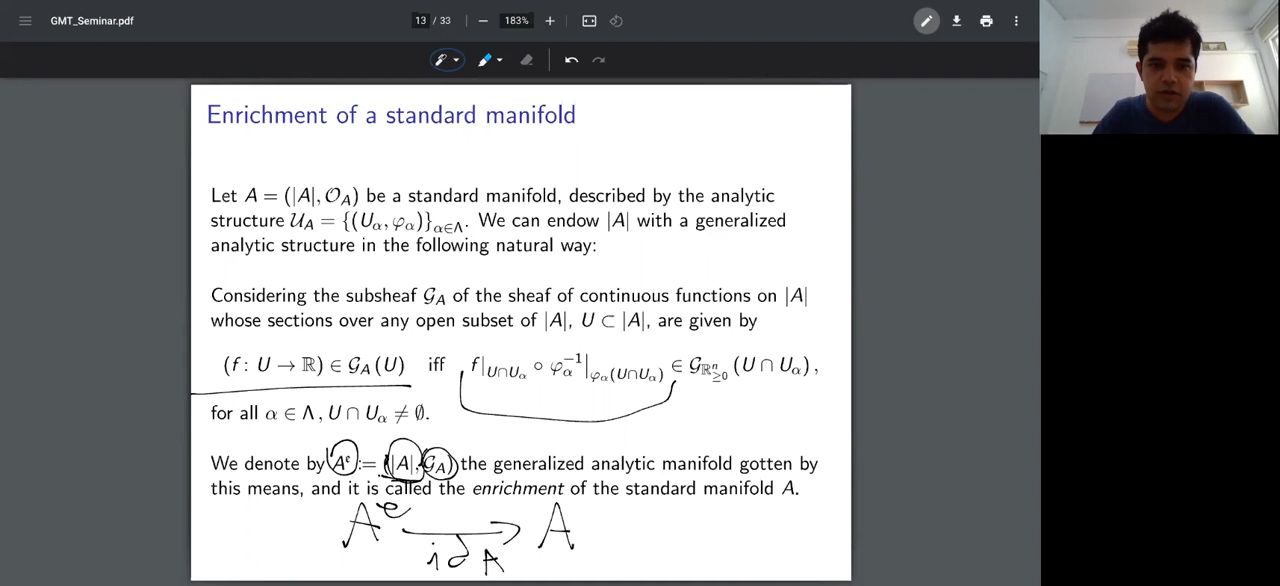 GMT_Seminar.pdf
13 / 33
183%
Enrichment of a standard manifold
Let A = (|A|, 𝒪_A) be a standard manifold, described by the analytic
structure 𝒰_A = {(U_α, φ_α)}_{α∈Λ}. We can endow |A| with a generalized
analytic structure in the following natural way:
Considering the subsheaf 𝒢_A of the sheaf of continuous functions on |A|
whose sections over any open subset of |A|, U ⊂ |A|, are given by
(f: U → ℝ) ∈ 𝒢_A (U) iff f|_{U∩U_α} ∘ φ_α^{-1}|_{φ_α(U∩U_α)} ∈ 𝒢_{ℝ^n_{≥0}} (U ∩ U_α),
for all α ∈ Λ, U ∩ U_α ≠ ∅.
We denote by A^e := (|A|, 𝒢_A) the generalized analytic manifold gotten by
this means, and it is called the enrichment of the standard manifold A.
A^e → A
id_A